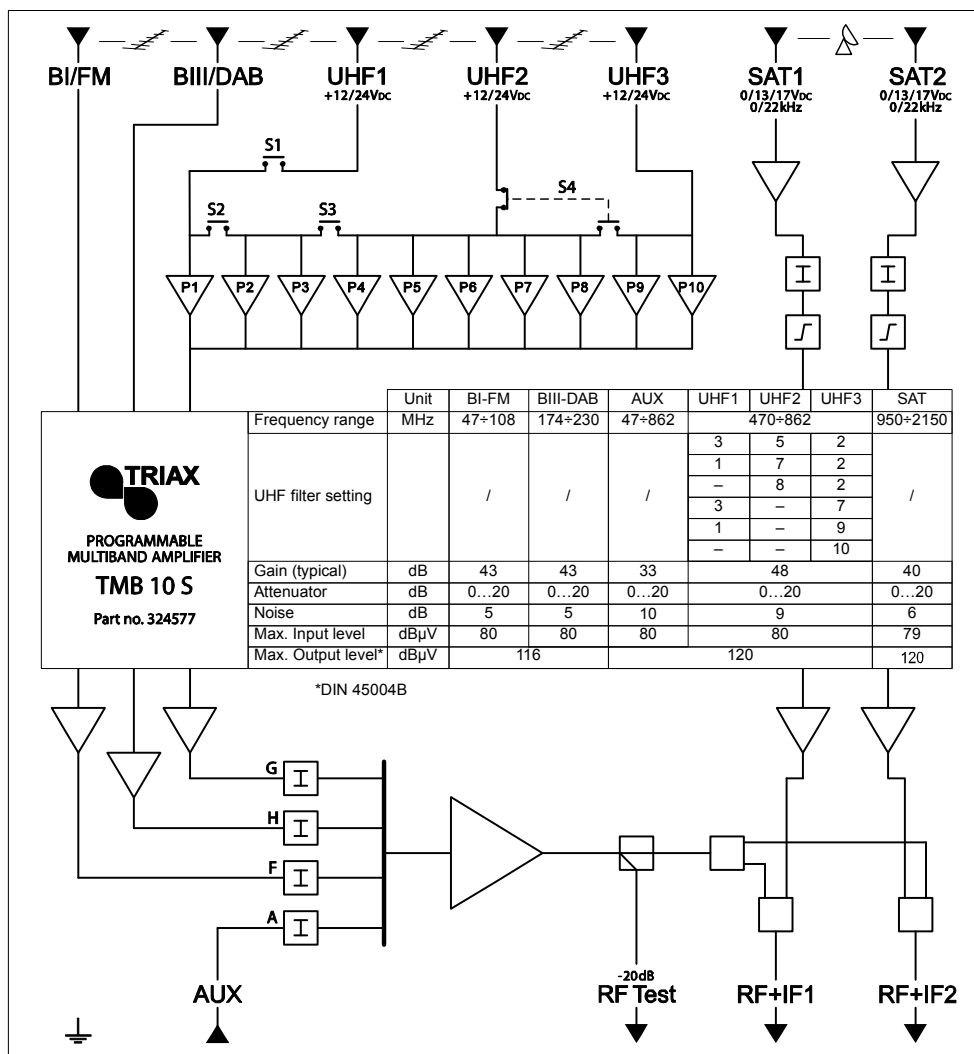 BI/FM BIII/DAB UHF1 UHF2 UHF3 SAT1 SAT2
+12/24VDC +12/24VDC +12/24VDC 0/13/17VDC 0/13/17VDC
0/22kHz 0/22kHz
S1
S4
S2 S3
P1 P2 P3 P4 P5 P6 P7 P8 P9 P10
TRIAX
PROGRAMMABLE
MULTIBAND AMPLIFIER
TMB 10 S
Part no. 324577
Unit BI-FM BIII-DAB AUX UHF1 UHF2 UHF3 SAT
Frequency range MHz 47÷108 174÷230 47÷862 470÷862 950÷2150
UHF filter setting / / / /
3 5 2
1 7 2
– 8 2
3 – 7
1 – 9
– – 10
Gain (typical) dB 43 43 33 48 40
Attenuator dB 0…20 0…20 0…20 0…20 0…20
Noise dB 5 5 10 9 6
Max. Input level dBµV 80 80 80 80 79
Max. Output level* dBµV 116 120 120
*DIN 45004B
G
H
F
A
-20dB
AUX RF Test RF+IF1 RF+IF2